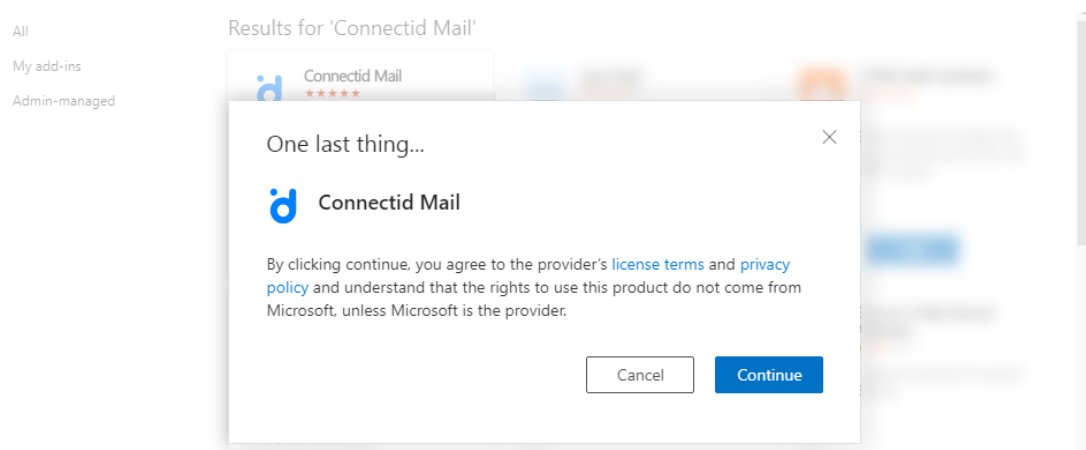 All
My add-ins
Admin-managed
Results for 'Connectid Mail'
Connectid Mail
One last thing...
Connectid Mail
By clicking continue, you agree to the provider's license terms and privacy
policy and understand that the rights to use this product do not come from
Microsoft, unless Microsoft is the provider.
Cancel
Continue